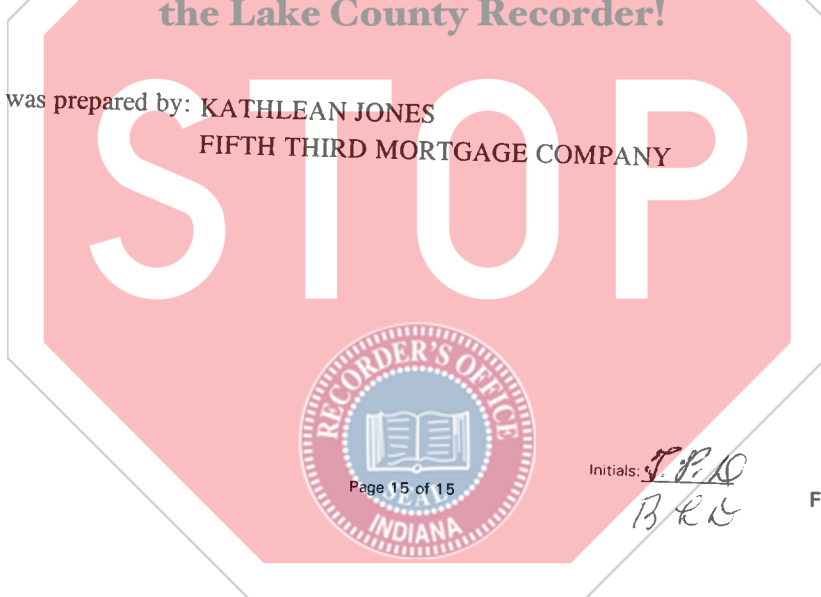 the Lake County Recorder!
STOP
was prepared by: KATHLEAN JONES
FIFTH THIRD MORTGAGE COMPANY
RECORDER'S OFFICE
SEAL
INDIANA
Page 15 of 15
Initials: J. P. D
B L D
F